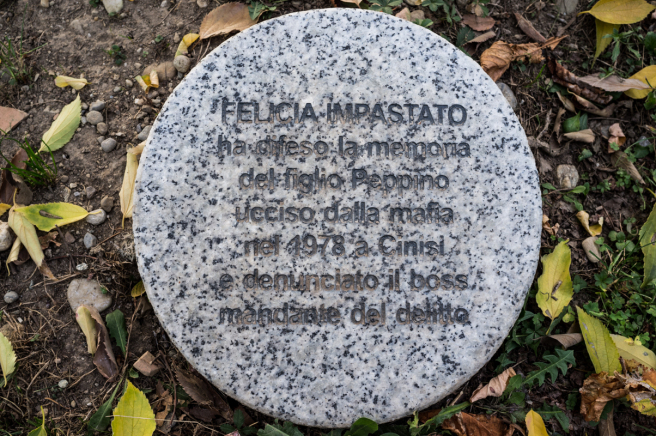 FELICIA IMPASTATO
ha difeso la memoria
del figlio Peppino
ucciso dalla mafia
nel 1978 a Cinisi
e denunciato il boss
mandante del delitto